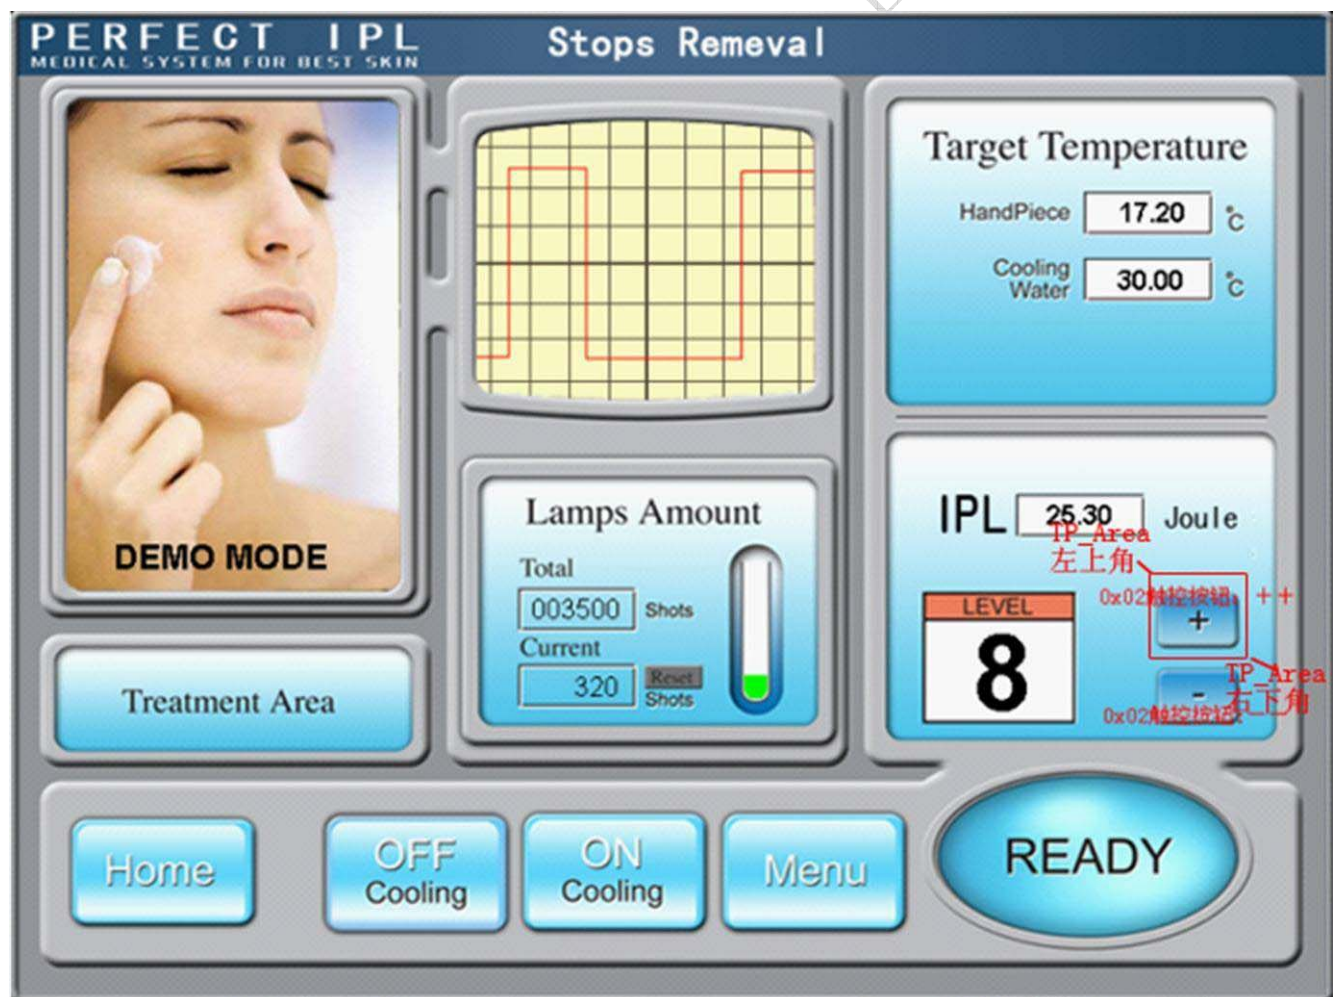 PERFECT IPL
MEDICAL SYSTEM FOR BEST SKIN
Stops Remeval
DEMO MODE
Treatment Area
Lamps Amount
Total
003500 Shots
Current
320 Reset
Shots
Target Temperature
HandPiece 17.20 °C
Cooling
Water 30.00 °C
IPL 25.30 Joule
TP_Area
左上角
LEVEL
8
0x02触控按钮: ++
+
TP_Area
右下角
-
0x02触控按钮:
Home
OFF
Cooling
ON
Cooling
Menu
READY